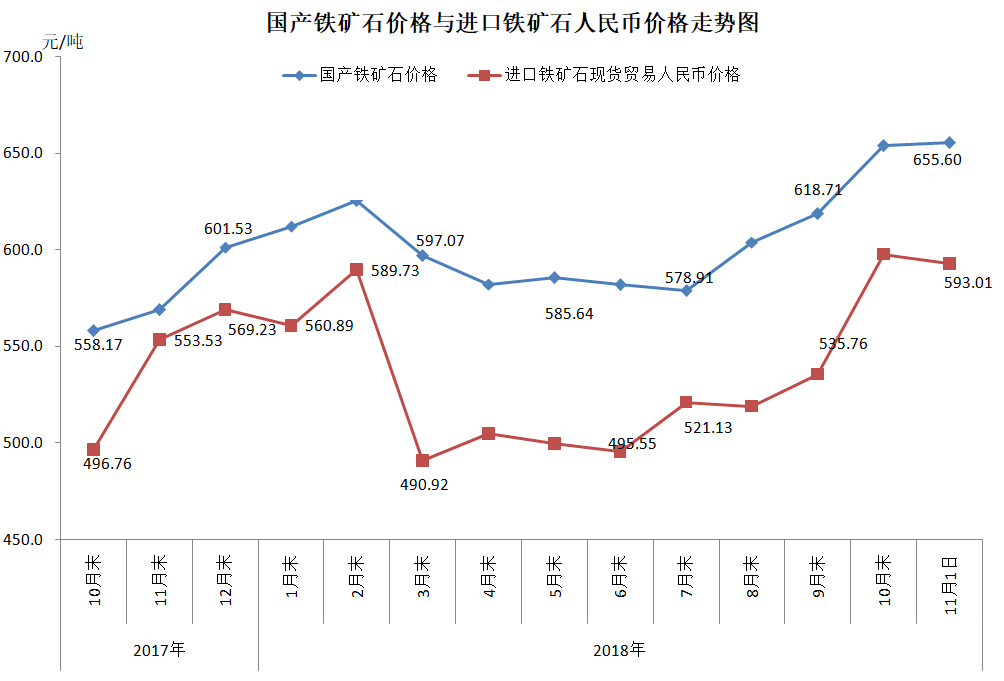 国产铁矿石价格与进口铁矿石人民币价格走势图
元/吨
国产铁矿石价格
进口铁矿石现货贸易人民币价格
700.0
650.0
600.0
550.0
500.0
450.0
558.17
601.53
597.07
585.64
578.91
618.71
655.60
496.76
553.53
569.23
560.89
589.73
490.92
495.55
521.13
535.76
593.01
10月末
11月末
12月末
1月末
2月末
3月末
4月末
5月末
6月末
7月末
8月末
9月末
10月末
11月1日
2017年
2018年